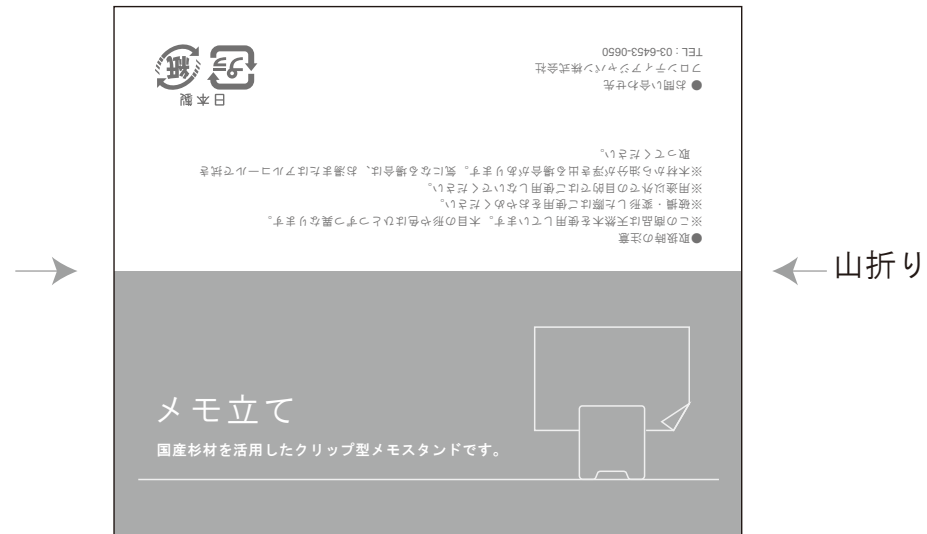 ●取扱時の注意
※この商品は天然木を使用しています。木目の形や色はひとつずつ異なります。
※破損・変形した際はご使用をおやめください。
※用途以外での目的ではご使用しないでください。
※木材から油分が浮き出る場合があります。気になる場合は、お湯またはアルコールで拭き
取ってください。
● お問い合わせ先
フロンティアジャパン株式会社
TEL : 03-6453-0650
日本製
プラ
紙
山折り
メモ立て
国産杉材を活用したクリップ型メモスタンドです。